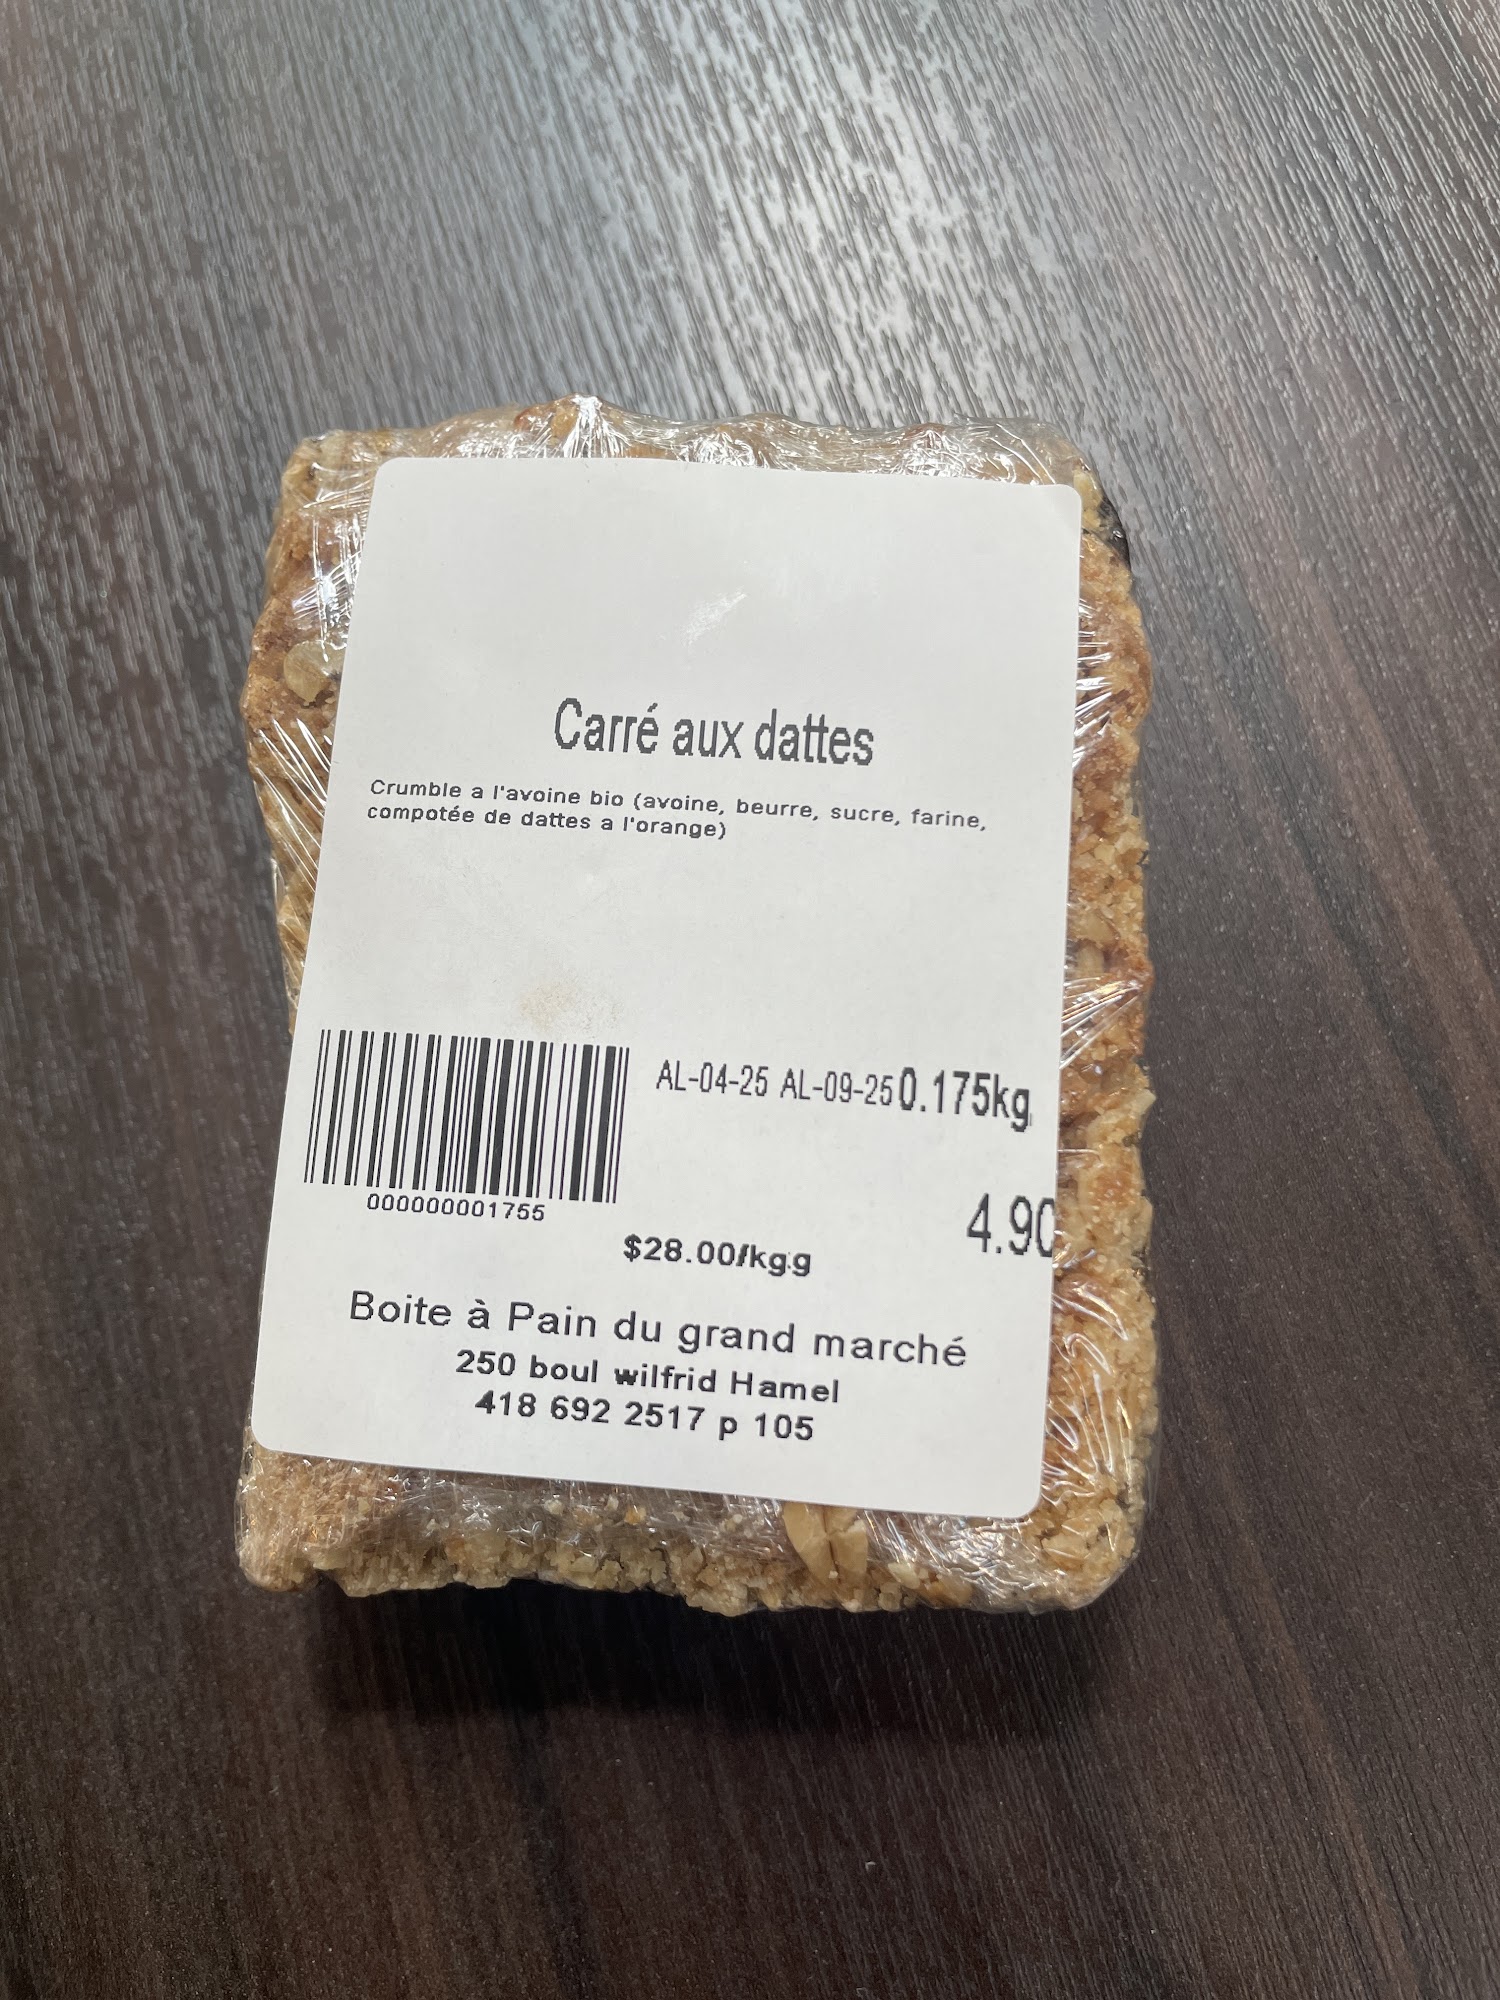 Carré aux dattes
Crumble a l'avoine bio (avoine, beurre, sucre, farine,
compotée de dattes a l'orange)
AL-04-25 AL-09-25 0.175kg
000000001755
4.90
$28.00/kgg
Boite à Pain du grand marché
250 boul wilfrid Hamel
418 692 2517 p 105